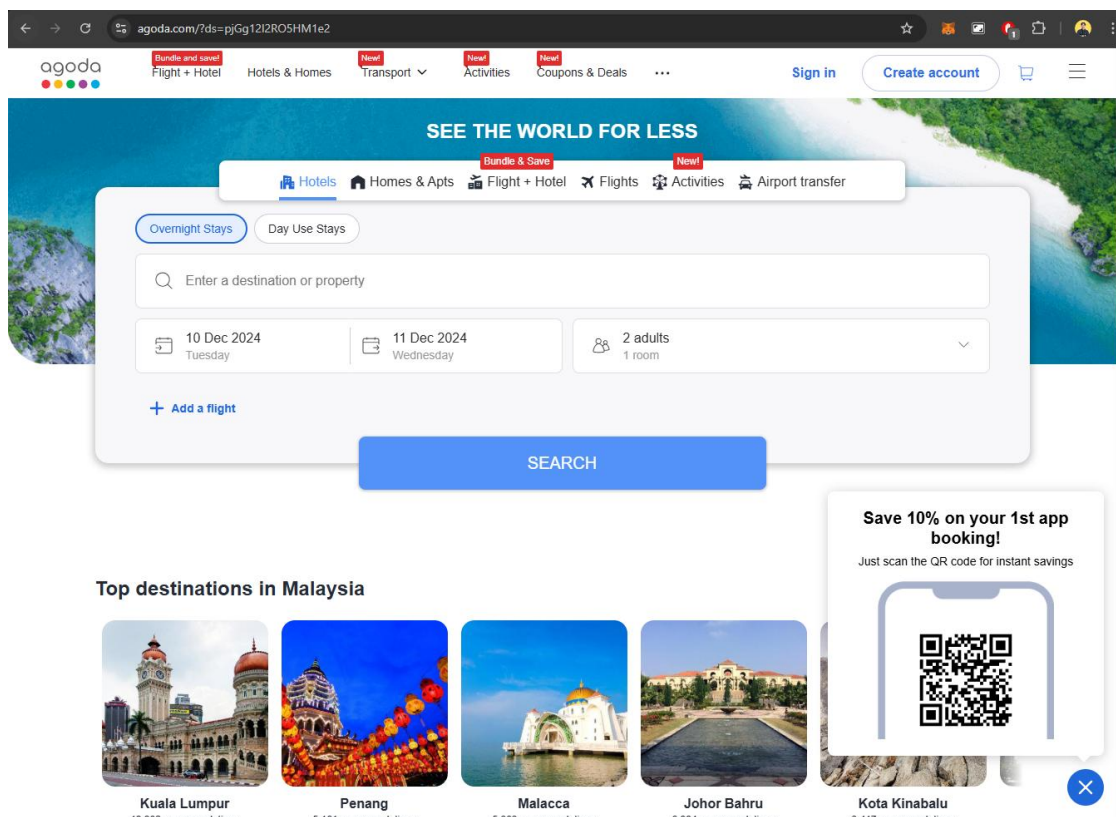 agoda.com/?ds=pjGg12I2RO5HM1e2
agoda
Bundle and save!
Flight + Hotel
Hotels & Homes
New!
Transport
New!
Activities
New!
Coupons & Deals
...
Sign in
Create account
SEE THE WORLD FOR LESS
Bundle & Save
New!
Hotels
Homes & Apts
Flight + Hotel
Flights
Activities
Airport transfer
Overnight Stays
Day Use Stays
Enter a destination or property
10 Dec 2024
Tuesday
11 Dec 2024
Wednesday
2 adults
1 room
+ Add a flight
SEARCH
Save 10% on your 1st app
booking!
Just scan the QR code for instant savings
Top destinations in Malaysia
Kuala Lumpur
Penang
Malacca
Johor Bahru
Kota Kinabalu